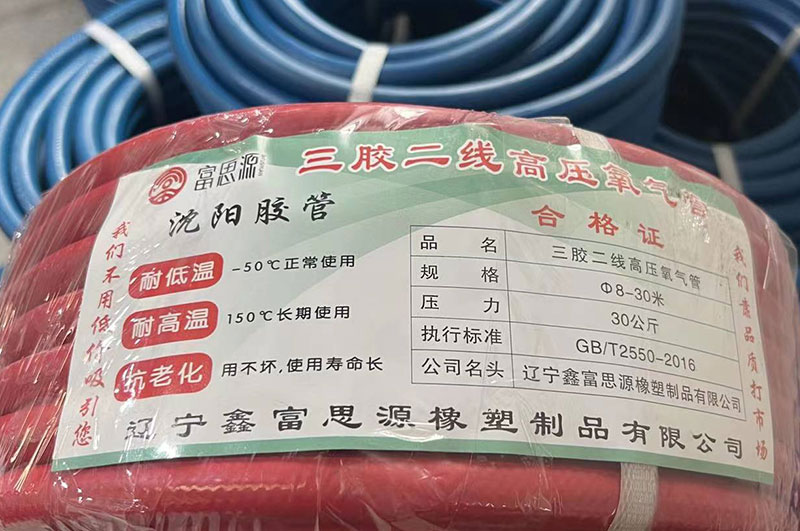 富思源
三胶二线高压氧气管
沈阳胶管
合格证
我们不用低价吸引您
耐低温 -50℃正常使用
耐高温 150℃长期使用
抗老化 用不坏,使用寿命长
品名 三胶二线高压氧气管
规格 Φ8-30米
压力 30公斤
执行标准 GB/T2550-2016
公司名头 辽宁鑫富思源橡塑制品有限公司
我们靠品质打市场
辽宁鑫富思源橡塑制品有限公司